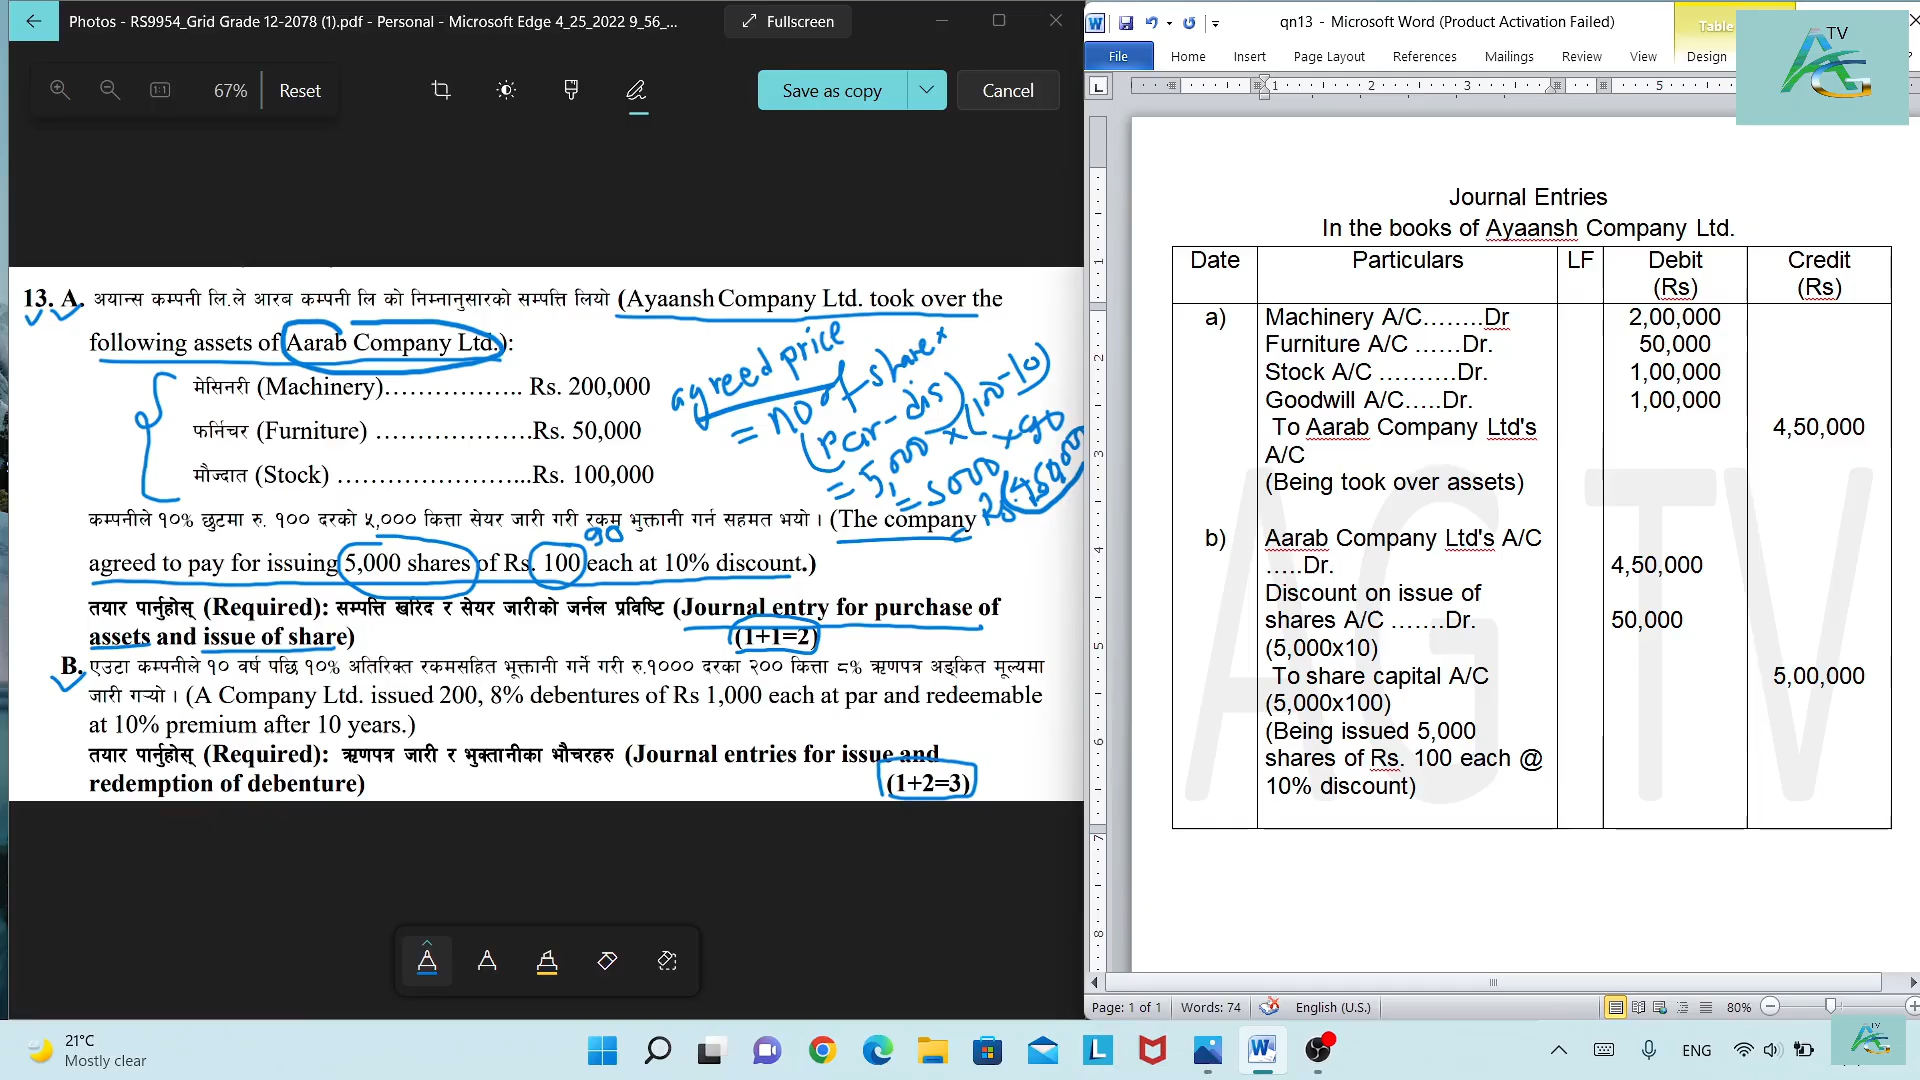 Photos - RS9954_Grid Grade 12-2078 (1).pdf - Personal - Microsoft Edge 4_25_2022 9_56_...
Fullscreen
67%
Reset
Save as copy
Cancel
13. A. अयान्स कम्पनी लि.ले आरब कम्पनी लि को निम्नानुसारको सम्पत्ति लियो (Ayaansh Company Ltd. took over the
following assets of Aarab Company Ltd.):
मेसिनरी (Machinery)……………. Rs. 200,000
फर्निचर (Furniture) ……………….Rs. 50,000
मौज्दात (Stock) …………………..Rs. 100,000
agreed price
= no of share ×
(par-dis)
= 5,000 × (100-10)
= 5000 × 90
Rs. 450,000
कम्पनीले १०% छुटमा रु. १०० दरको ५,००० कित्ता सेयर जारी गरी रकम भुक्तानी गर्न सहमत भयो । (The company
90
agreed to pay for issuing 5,000 shares of Rs. 100 each at 10% discount.)
तयार पार्नुहोस् (Required): सम्पत्ति खरिद र सेयर जारीको जर्नल प्रविष्टि (Journal entry for purchase of
assets and issue of share) (1+1=2)
B. एउटा कम्पनीले १० वर्ष पछि १०% अतिरिक्त रकमसहित भूक्तानी गर्ने गरी रु.१००० दरका २०० कित्ता ८% ऋणपत्र अङ्कित मूल्यमा
जारी गऱ्यो । (A Company Ltd. issued 200, 8% debentures of Rs 1,000 each at par and redeemable
at 10% premium after 10 years.)
तयार पार्नुहोस् (Required): ऋणपत्र जारी र भुक्तानीका भौचरहरु (Journal entries for issue and
redemption of debenture) (1+2=3)
qn13 - Microsoft Word (Product Activation Failed)
Table
File Home Insert Page Layout References Mailings Review View Design
TV
Journal Entries
In the books of Ayaansh Company Ltd.
Date Particulars LF Debit (Rs) Credit (Rs)
a) Machinery A/C........Dr 2,00,000
Furniture A/C ......Dr. 50,000
Stock A/C ..........Dr. 1,00,000
Goodwill A/C.....Dr. 1,00,000
To Aarab Company Ltd's 4,50,000
A/C
(Being took over assets)
b) Aarab Company Ltd's A/C
.....Dr. 4,50,000
Discount on issue of
shares A/C .......Dr. 50,000
(5,000x10)
To share capital A/C 5,00,000
(5,000x100)
(Being issued 5,000
shares of Rs. 100 each @
10% discount)
AG TV
Page: 1 of 1 Words: 74 English (U.S.) 80%
21°C
Mostly clear
ENG